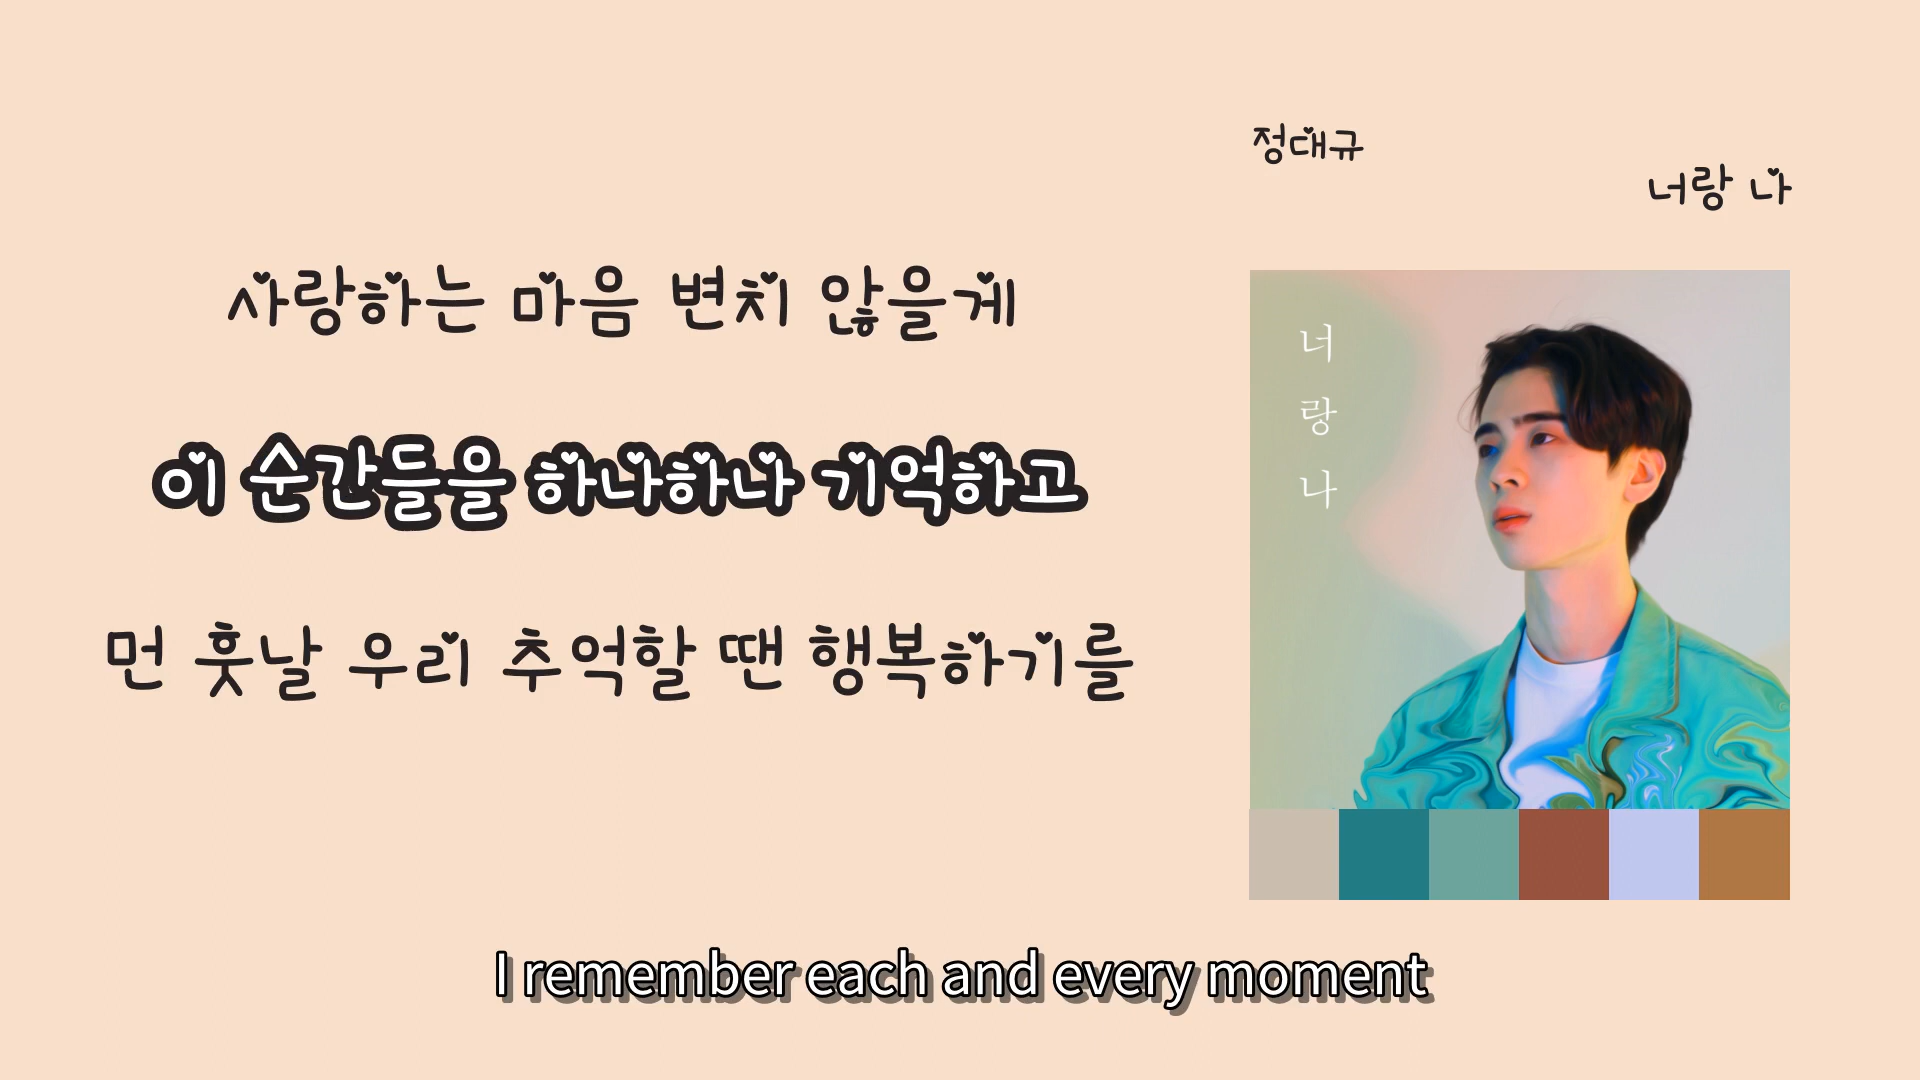 정대규
너랑 나
사랑하는 마음 변치 않을게
이 순간들을 하나하나 기억하고
먼 훗날 우리 추억할 땐 행복하기를
너
랑
나
I remember each and every moment